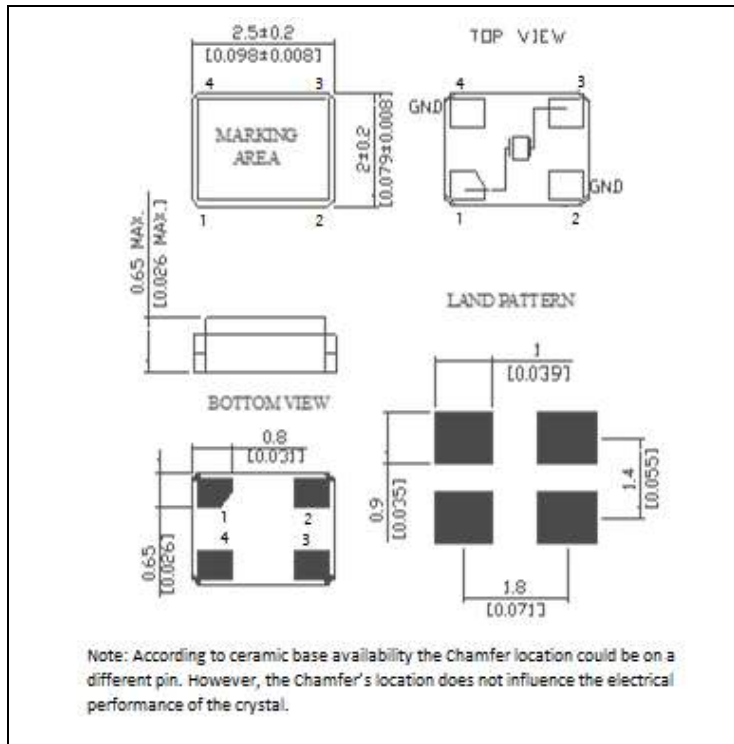 2.5±0.2
[0.098±0.008]
4 3
MARKING
AREA
1 2
2±0.2
[0.079±0.008]
TOP VIEW
4 3
GND
GND
1 2
0.65 MAX.
[0.026 MAX.]
LAND PATTERN
1
[0.039]
0.9
[0.035]
1.4
[0.055]
1.8
[0.071]
BOTTOM VIEW
0.8
[0.031]
1 2
4 3
0.65
[0.026]
Note: According to ceramic base availability the Chamfer location could be on a
different pin. However, the Chamfer's location does not influence the electrical
performance of the crystal.